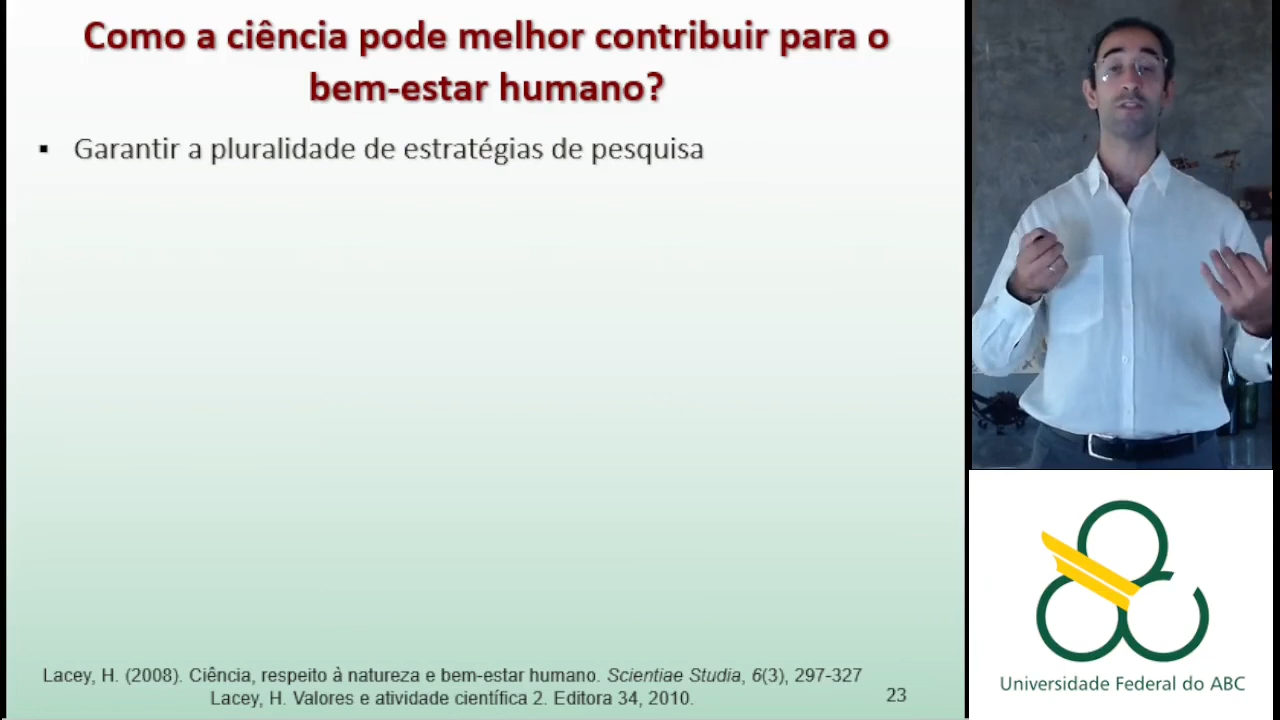 Como a ciência pode melhor contribuir para o
bem-estar humano?
▪ Garantir a pluralidade de estratégias de pesquisa
Lacey, H. (2008). Ciência, respeito à natureza e bem-estar humano. Scientiae Studia, 6(3), 297-327
Lacey, H. Valores e atividade científica 2. Editora 34, 2010.
23
Universidade Federal do ABC